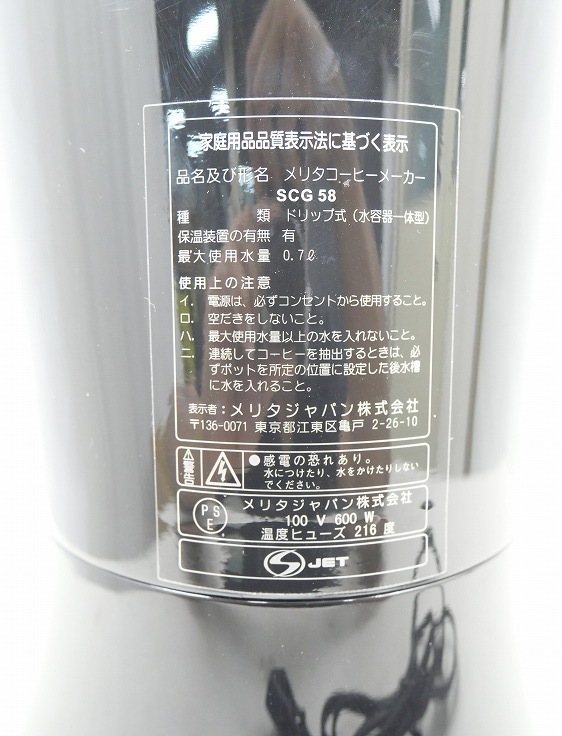 家庭用品品質表示法に基づく表示
品名及び形名 メリタコーヒーメーカー
SCG 58
種 類 ドリップ式（水容器一体型）
保温装置の有無 有
最大使用水量 0.7ℓ
使用上の注意
イ. 電源は、必ずコンセントから使用すること。
ロ. 空だきをしないこと。
ハ. 最大使用水量以上の水を入れないこと。
ニ. 連続してコーヒーを抽出するときは、必
ずポットを所定の位置に設定した後水槽
に水を入れること。
表示者：メリタジャパン株式会社
〒136-0071 東京都江東区亀戸 2-26-10
警告
●感電の恐れあり。
水につけたり、水をかけたりしない
でください。
PSE
メリタジャパン株式会社
100 V 600 W
温度ヒューズ 216 度
JET